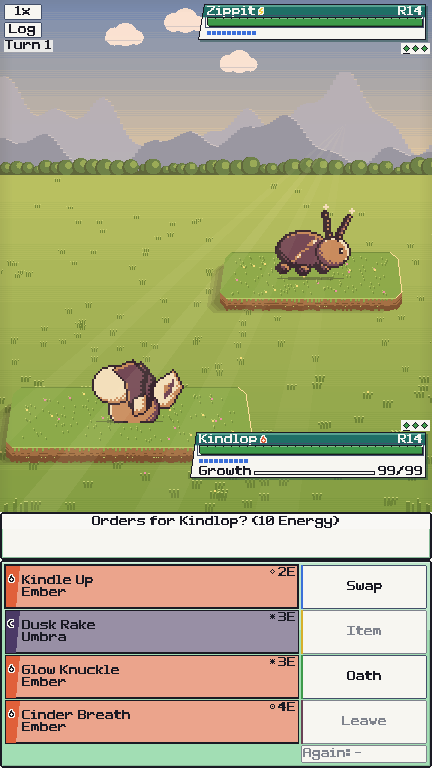 1x
Log
Turn 1
Zippit R14
Kindlop R14
Growth 99/99
Orders for Kindlop? (10 Energy)
Kindle Up 2E
Ember
Dusk Rake 3E
Umbra
Glow Knuckle 3E
Ember
Cinder Breath 4E
Ember
Swap
Item
Oath
Leave
Again: -